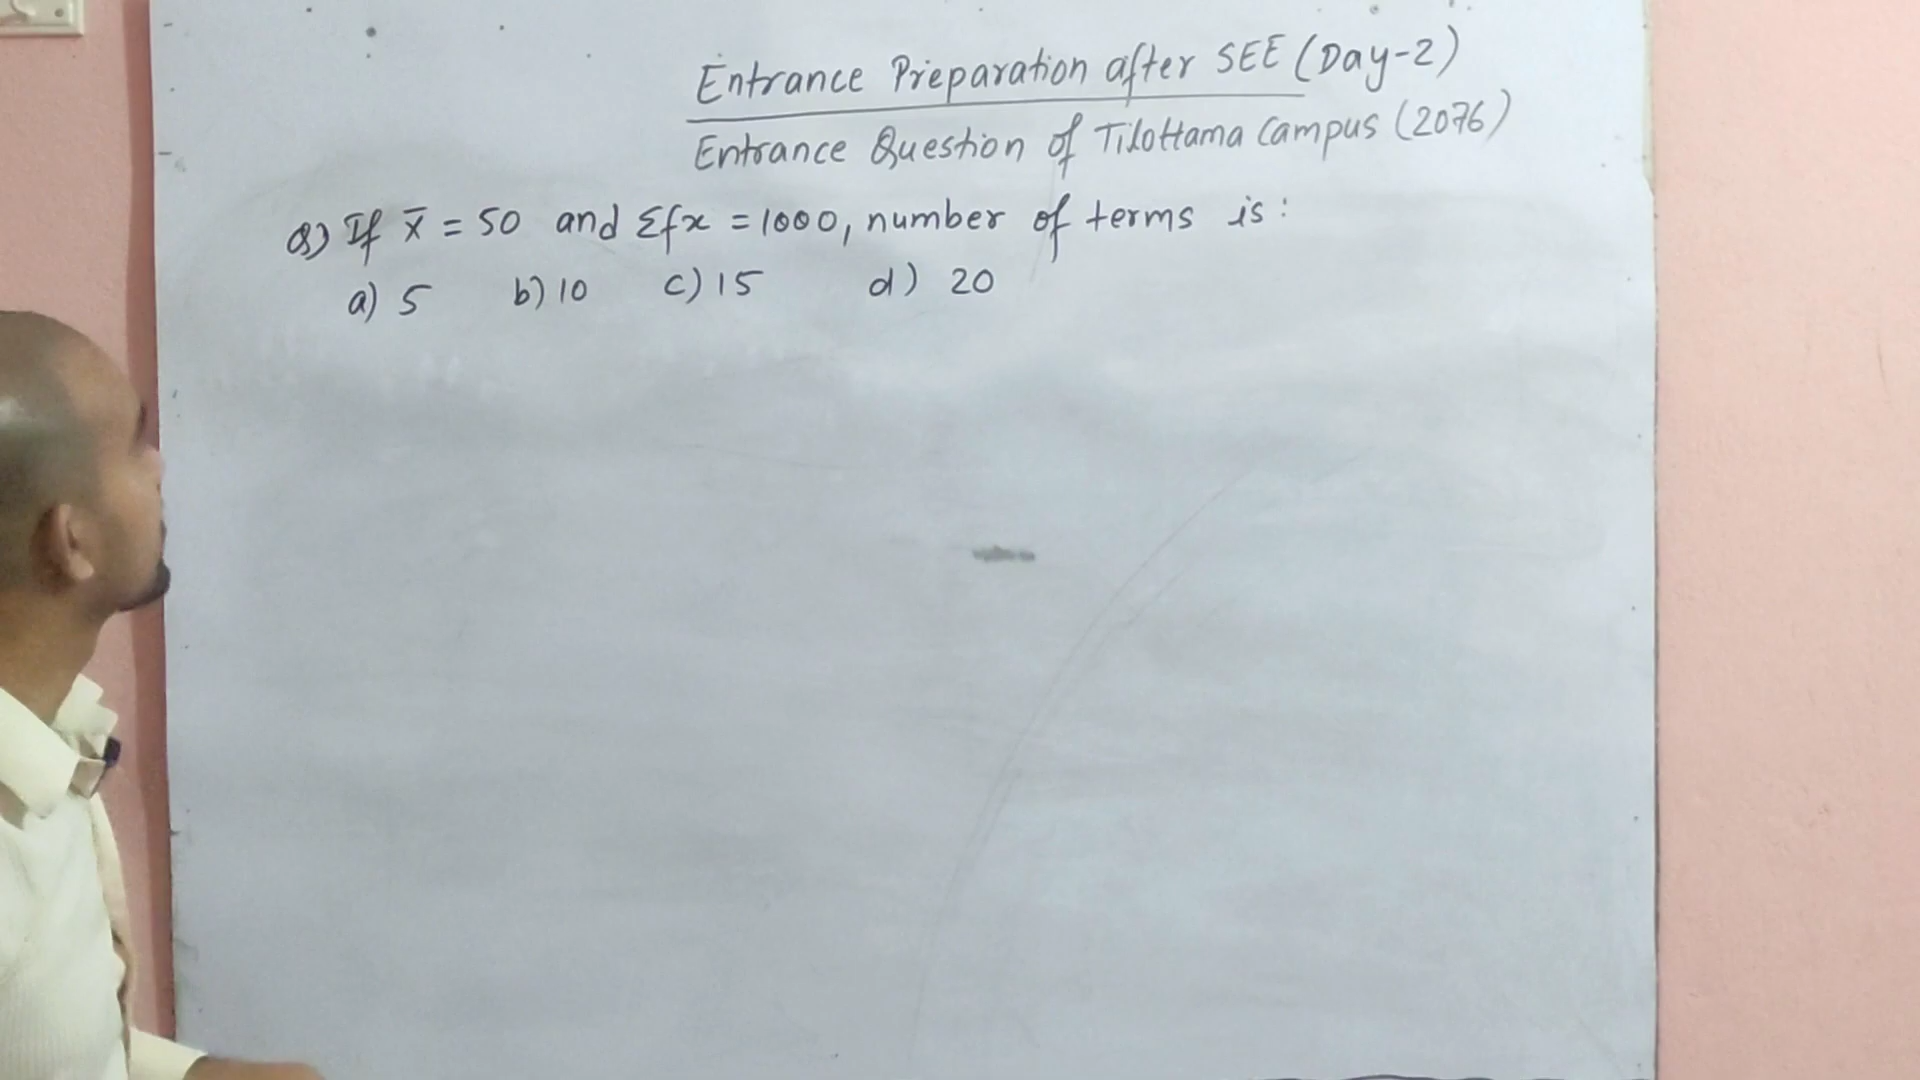 Entrance Preparation after SEE (Day-2)
Entrance Question of Tilottama Campus (2076)
Q) If x̄ = 50 and Σfx = 1000, number of terms is:
a) 5 b) 10 c) 15 d) 20